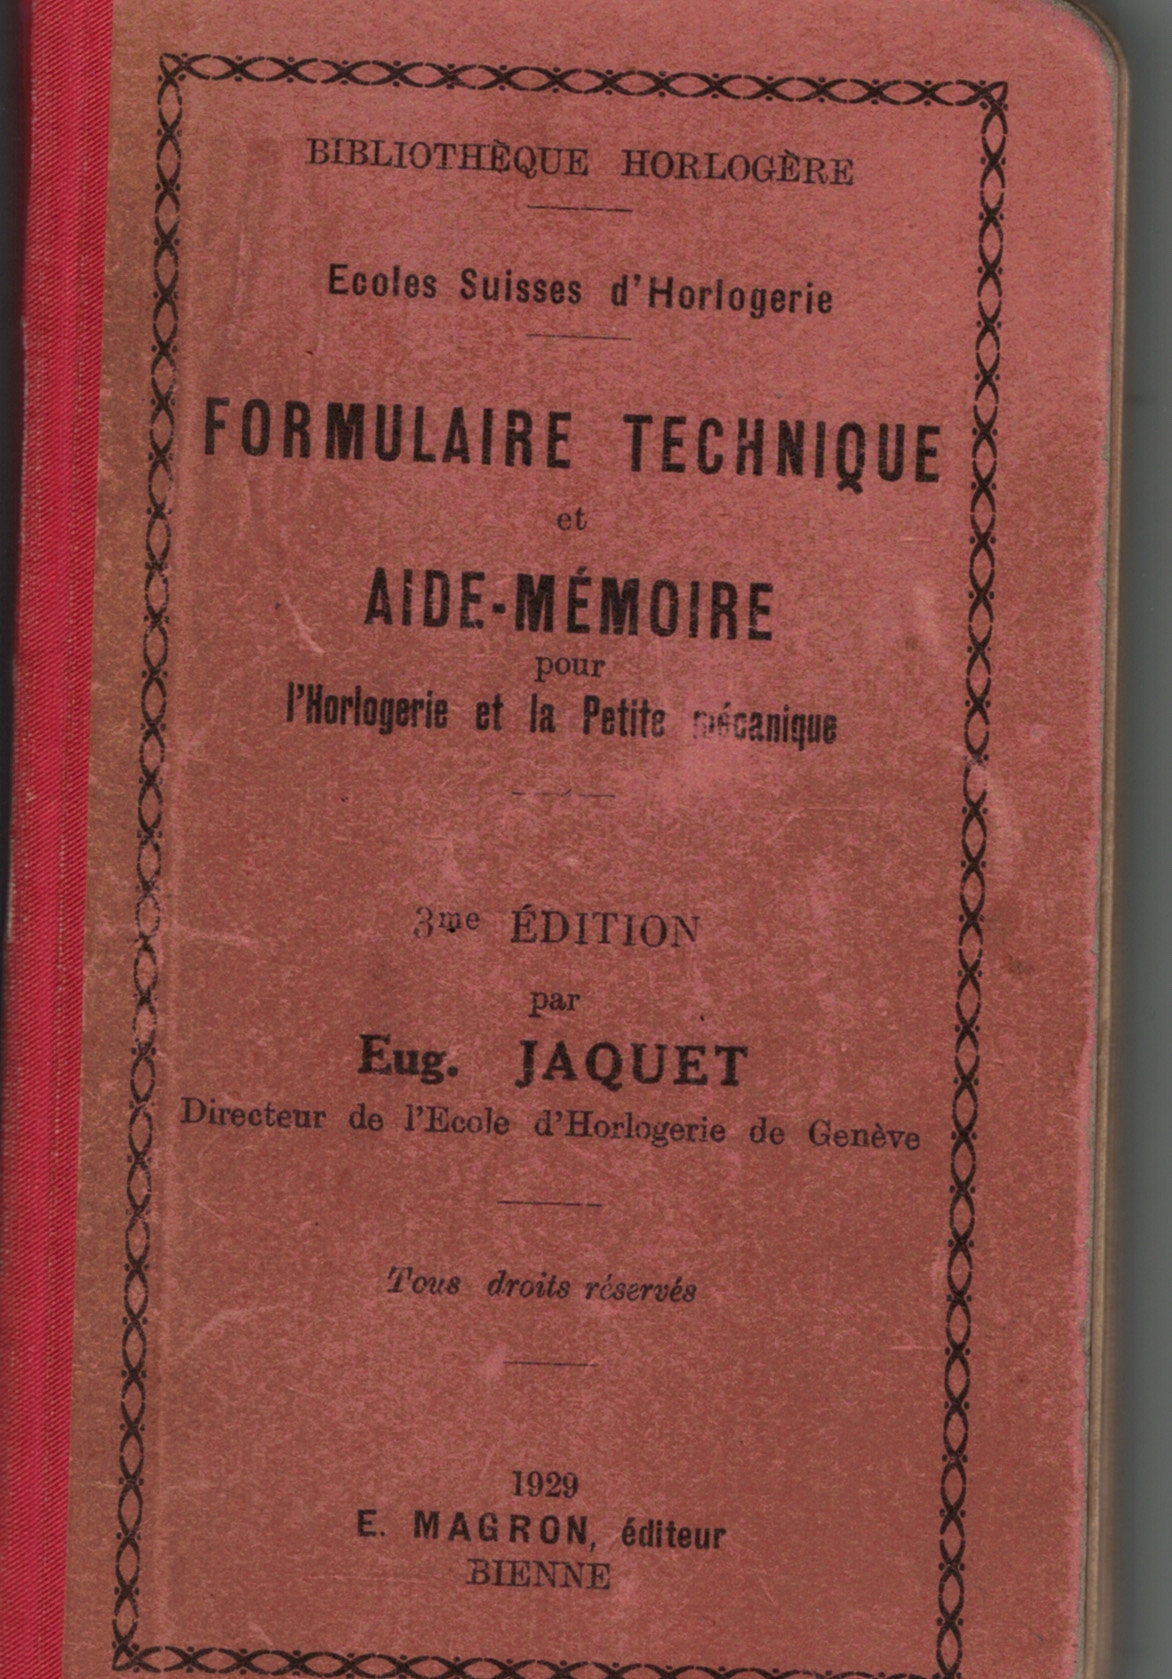 BIBLIOTHÈQUE HORLOGÈRE
Ecoles Suisses d'Horlogerie
FORMULAIRE TECHNIQUE
et
AIDE-MÉMOIRE
pour
l'Horlogerie et la Petite mécanique
3me ÉDITION
par
Eug. JAQUET
Directeur de l'Ecole d'Horlogerie de Genève
Tous droits réservés
1929
E. MAGRON, éditeur
BIENNE